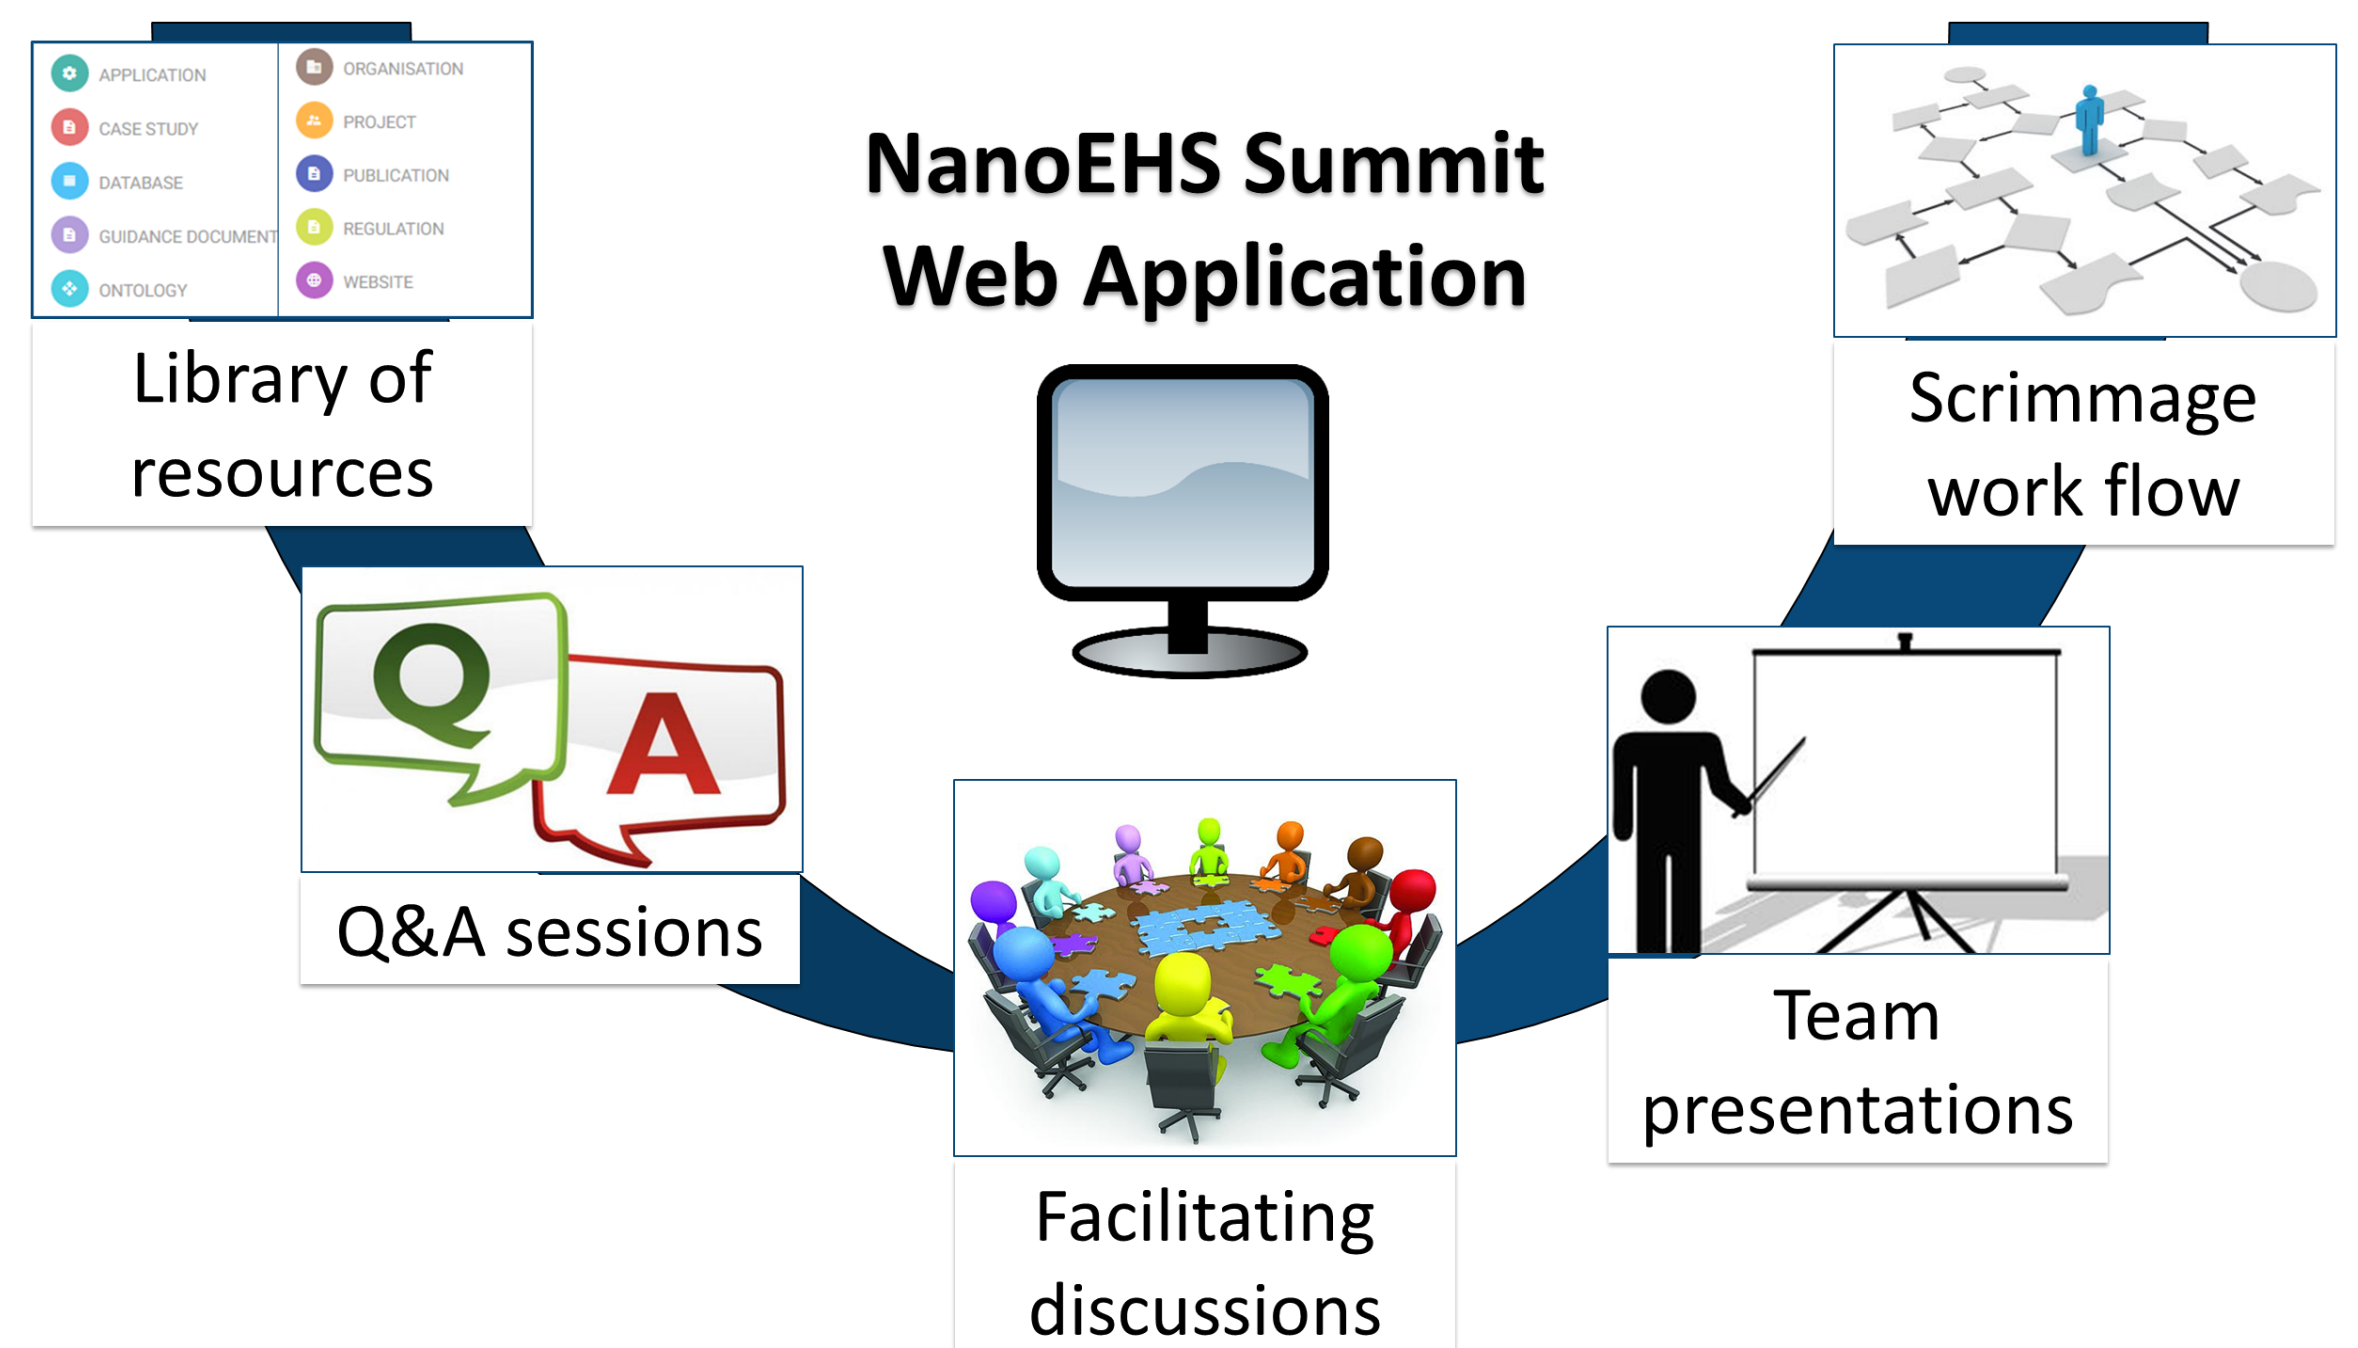 NanoEHS Summit
Web Application
APPLICATION
CASE STUDY
DATABASE
GUIDANCE DOCUMENT
ONTOLOGY
ORGANISATION
PROJECT
PUBLICATION
REGULATION
WEBSITE
Library of
resources
Q
A
Q&A sessions
Facilitating
discussions
Team
presentations
Scrimmage
work flow